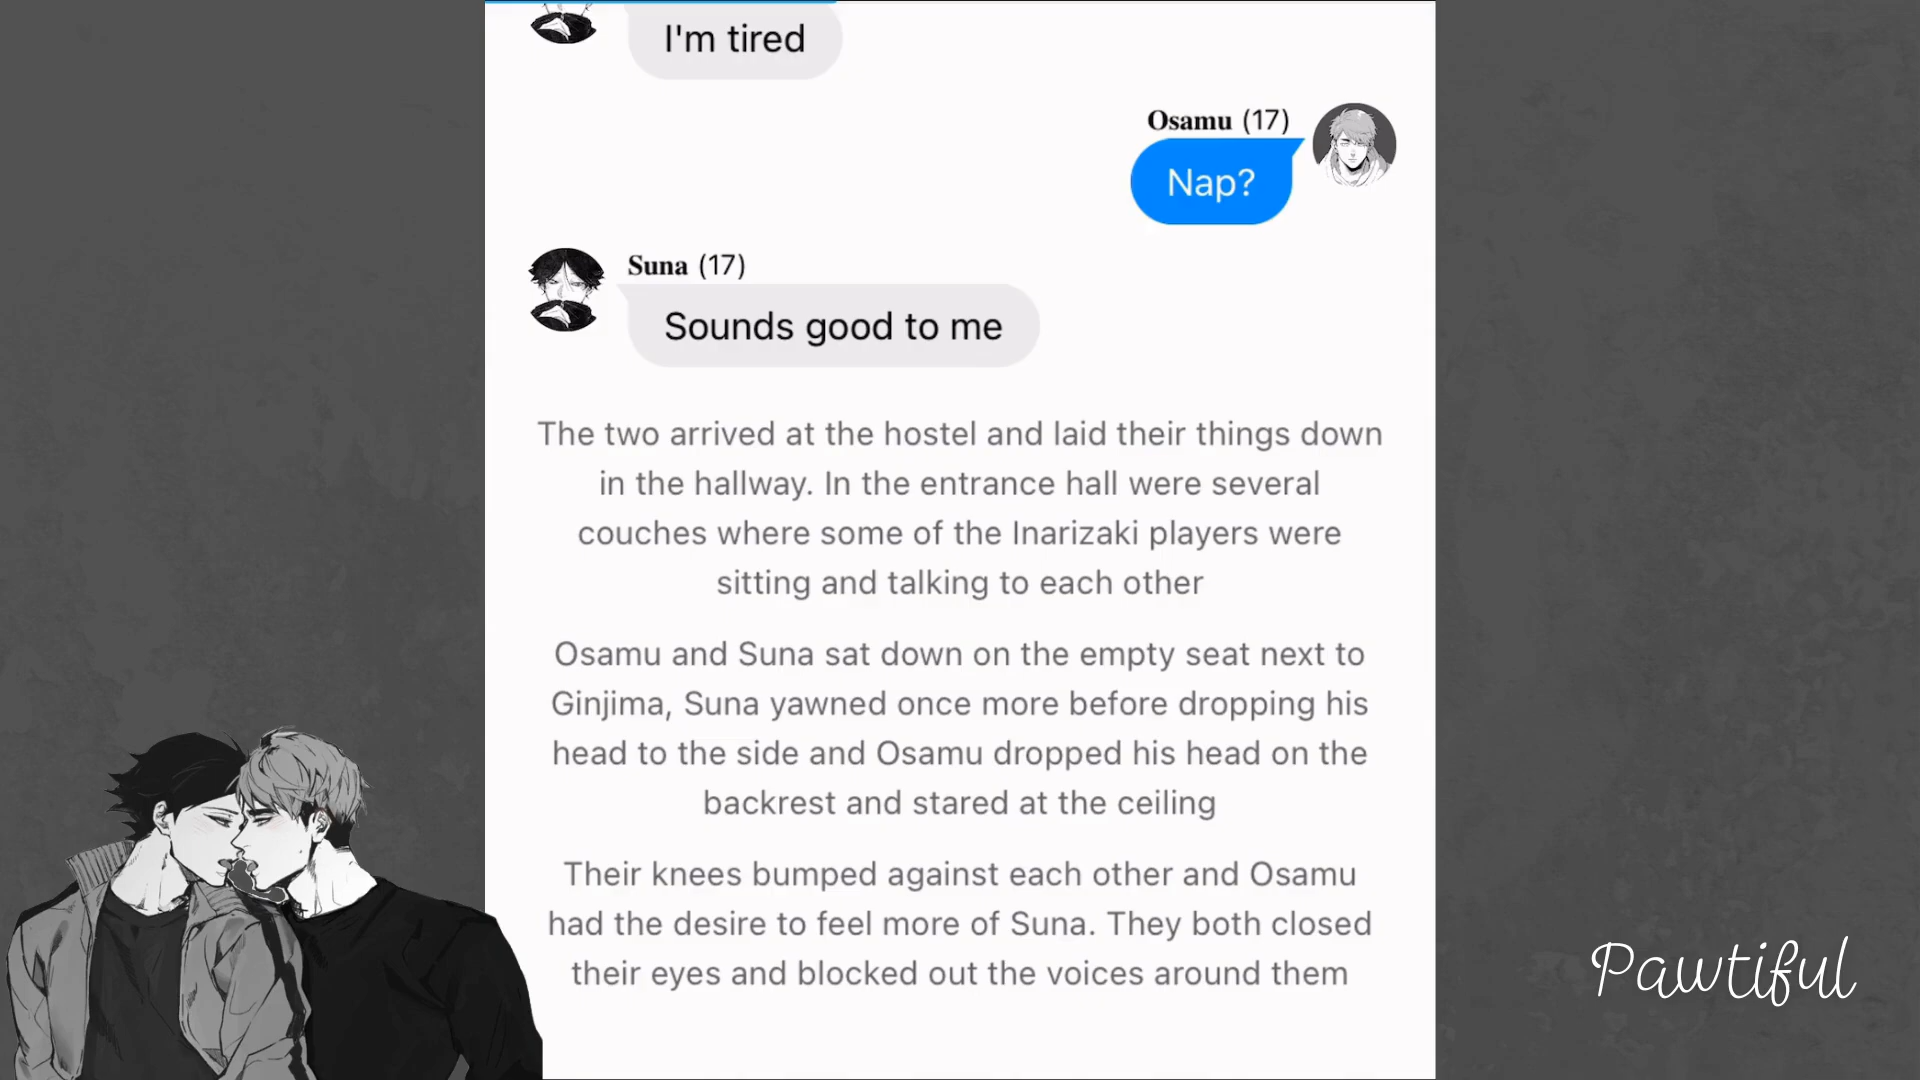 I'm tired
Osamu (17)
Nap?
Suna (17)
Sounds good to me
The two arrived at the hostel and laid their things down
in the hallway. In the entrance hall were several
couches where some of the Inarizaki players were
sitting and talking to each other
Osamu and Suna sat down on the empty seat next to
Ginjima, Suna yawned once more before dropping his
head to the side and Osamu dropped his head on the
backrest and stared at the ceiling
Their knees bumped against each other and Osamu
had the desire to feel more of Suna. They both closed
their eyes and blocked out the voices around them
Pawtiful